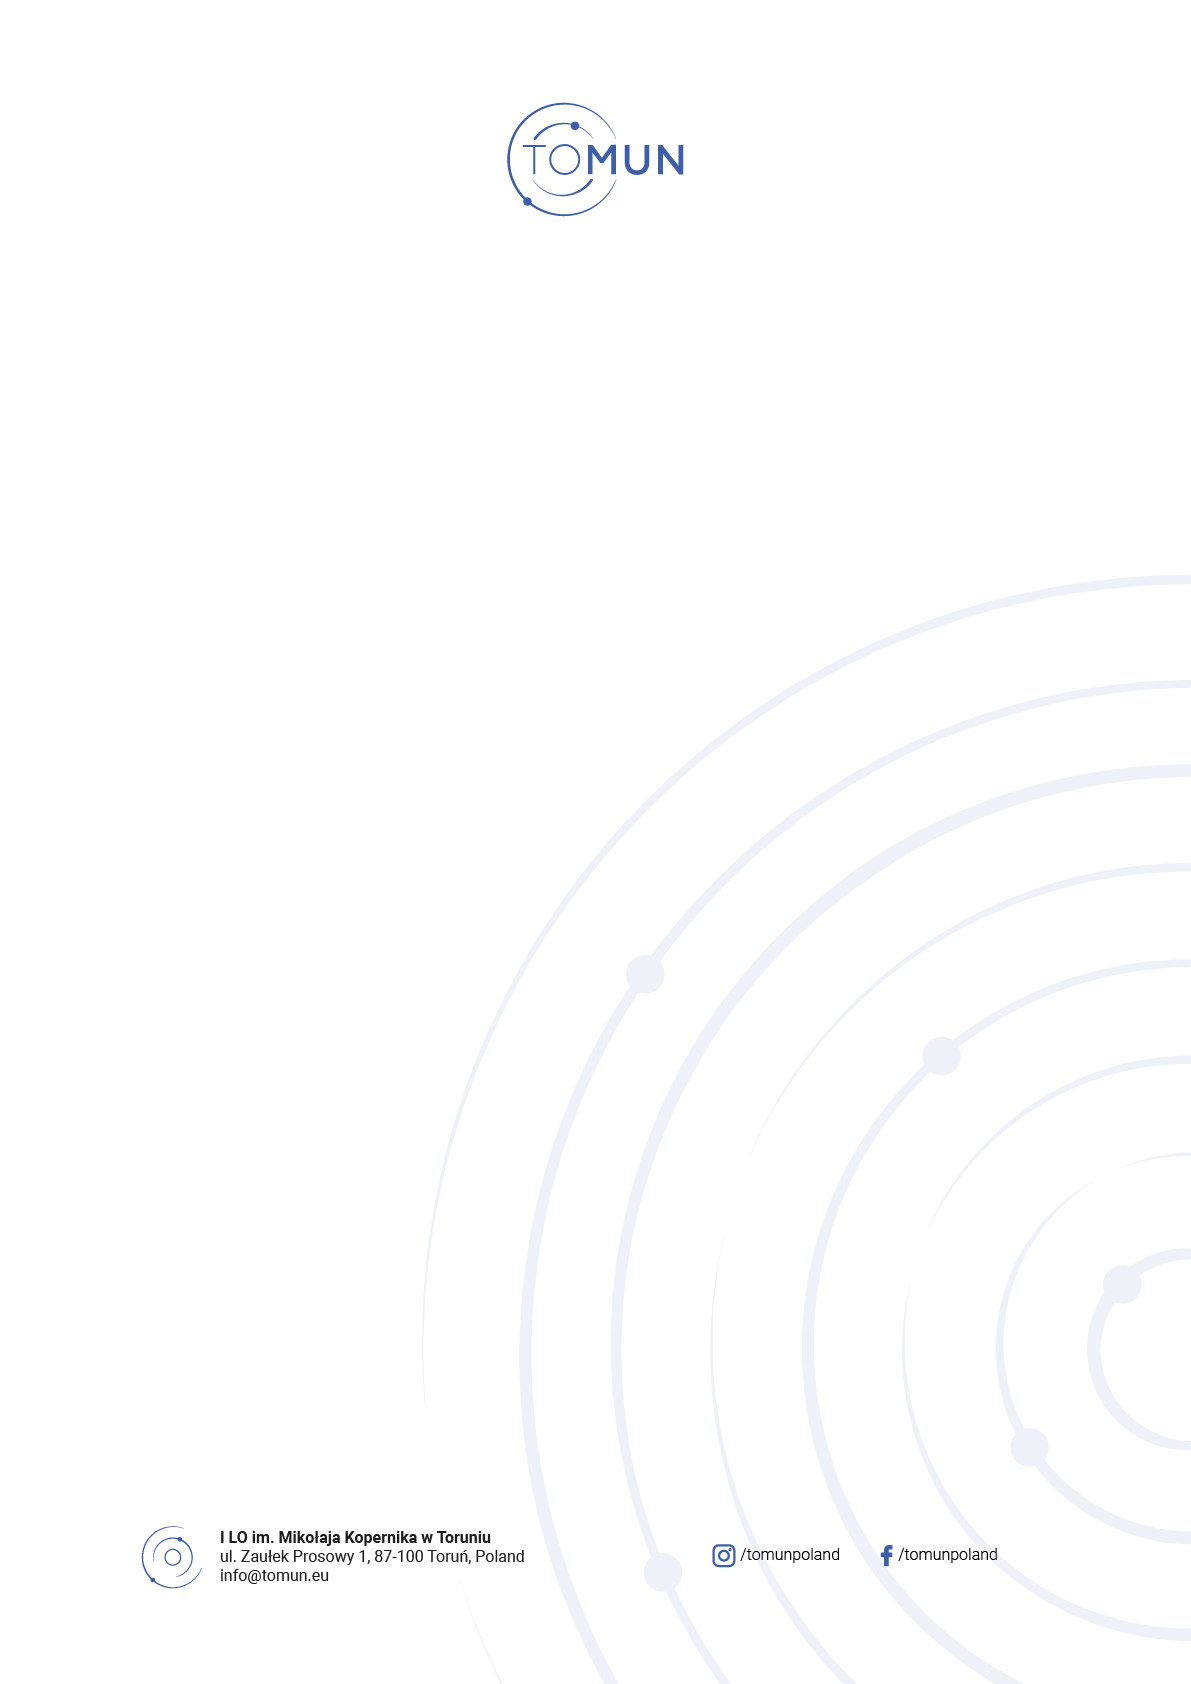 TOMUN
I LO im. Mikołaja Kopernika w Toruniu
ul. Zaułek Prosowy 1, 87-100 Toruń, Poland
info@tomun.eu
/tomunpoland
/tomunpoland